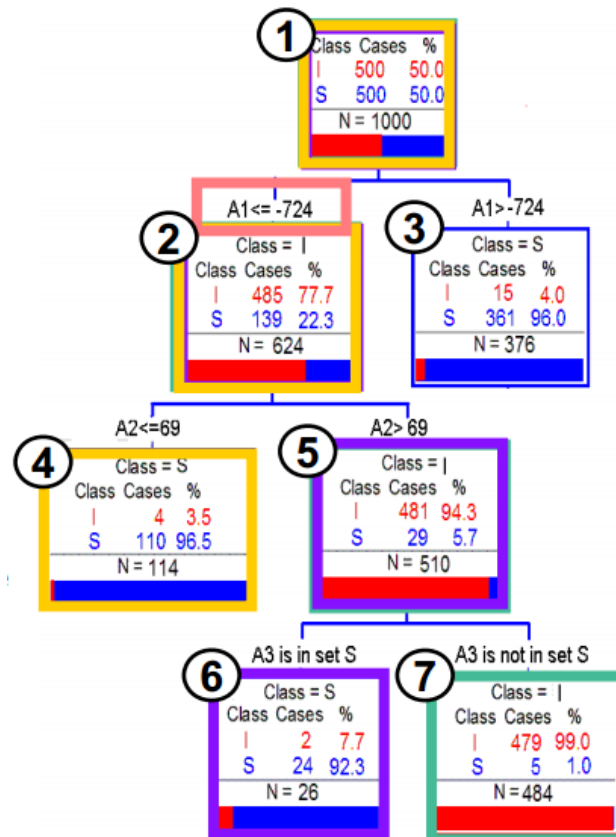 1
Class Cases %
I 500 50.0
S 500 50.0
N = 1000
A1<= -724
A1>-724
2
Class = I
Class Cases %
I 485 77.7
S 139 22.3
N = 624
3
Class = S
Class Cases %
I 15 4.0
S 361 96.0
N = 376
A2<=69
A2> 69
4
Class = S
Class Cases %
I 4 3.5
S 110 96.5
N = 114
5
Class = I
Class Cases %
I 481 94.3
S 29 5.7
N = 510
A3 is in set S
A3 is not in set S
6
Class = S
Class Cases %
I 2 7.7
S 24 92.3
N = 26
7
Class = I
Class Cases %
I 479 99.0
S 5 1.0
N = 484